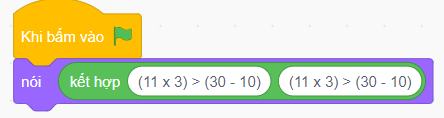 Khi bấm vào
nói kết hợp (11 x 3) > (30 - 10) (11 x 3) > (30 - 10)